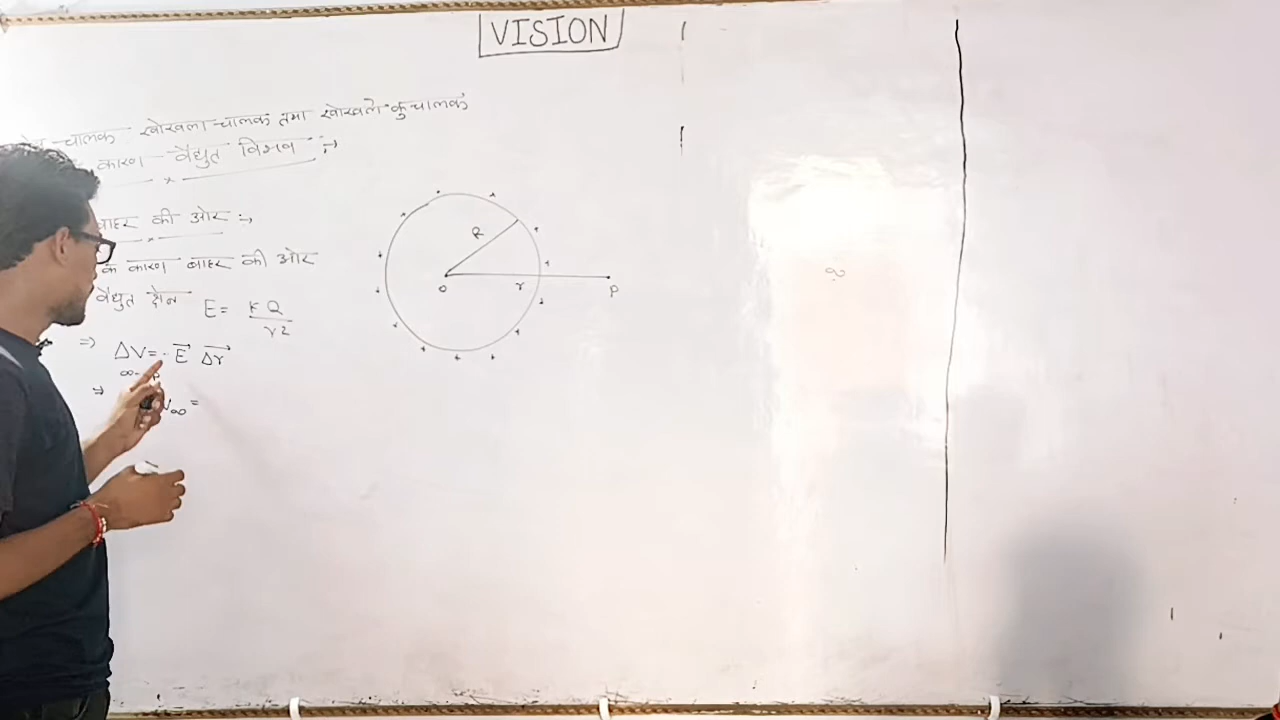 VISION
चालक खोखला चालक तथा खोखले कुचालक
कारण वैद्युत विभव :→
बाहर की ओर :→
के कारण बाहर की ओर
वैद्युत क्षेत्र E = KQ / r2
⇒ ΔV = - E⃗ Δr⃗
∞ - P
⇒ V∞ =
R
O
r
P
∞